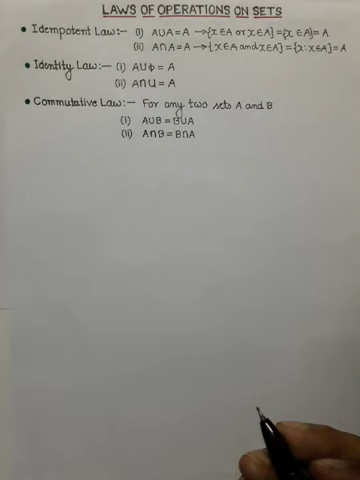 LAWS OF OPERATIONS ON SETS
• Idempotent Law:- (i) A∪A = A → {x ∈ A or x ∈ A} = {x ∈ A} = A
(ii) A∩A = A → {x ∈ A and x ∈ A} = {x : x ∈ A} = A
• Identity Law:- (i) A∪ϕ = A
(ii) A∩U = A
• Commutative Law:- For any two sets A and B
(i) A∪B = B∪A
(ii) A∩B = B∩A